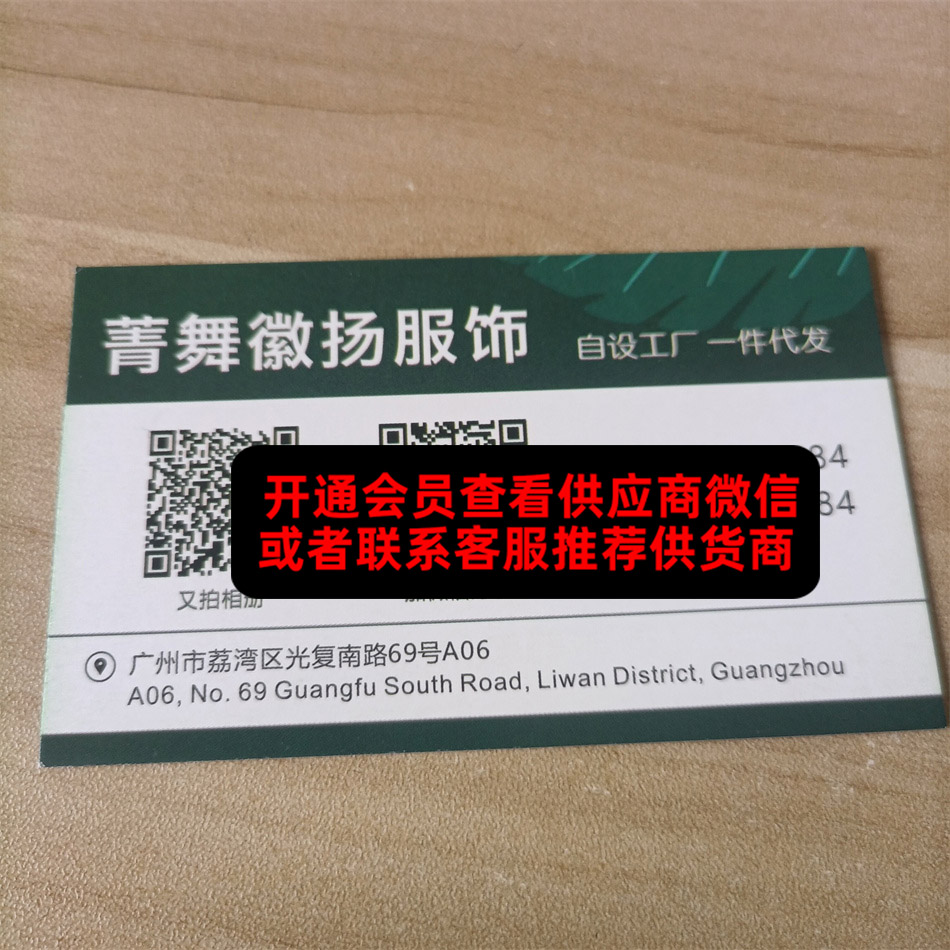 菁舞徽扬服饰
自设工厂 一件代发
84
84
开通会员查看供应商微信
或者联系客服推荐供货商
又拍相册
广州市荔湾区光复南路69号A06
A06, No. 69 Guangfu South Road, Liwan District, Guangzhou